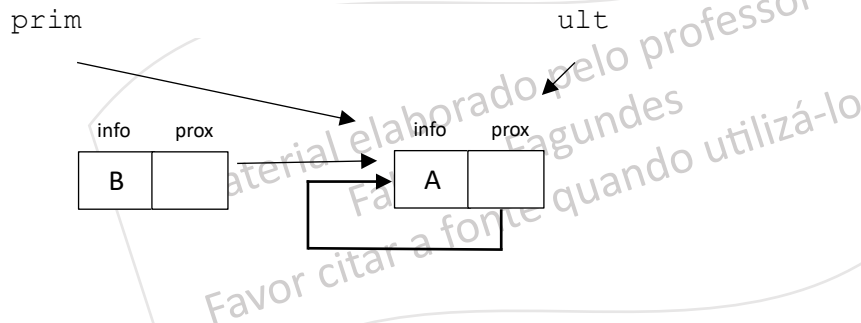 prim ult
info prox info prox
B A
Material elaborado pelo professor
Fagundes
Favor citar a fonte quando utilizá-lo